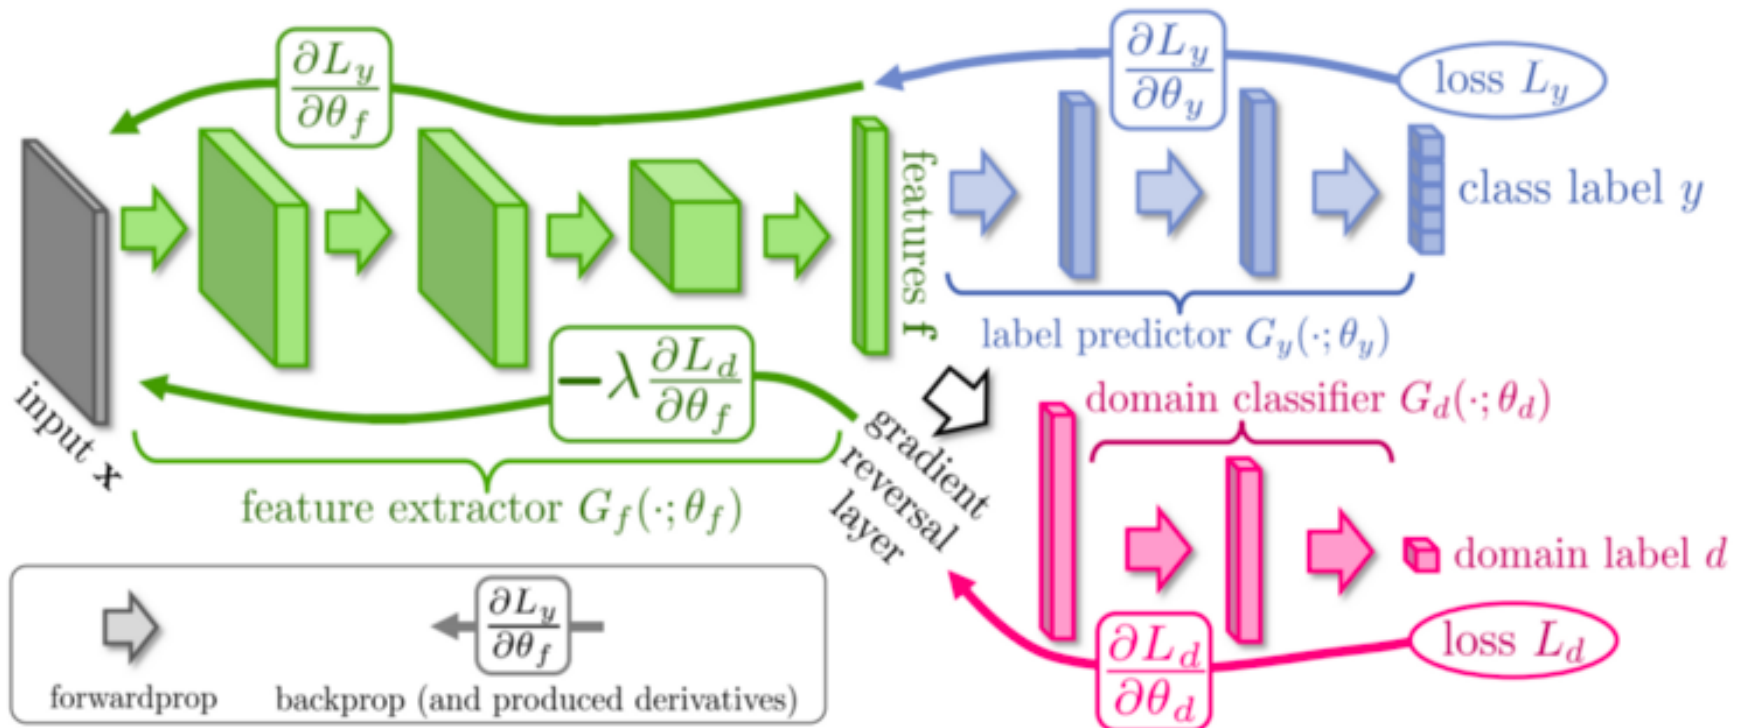 ∂L_y
∂θ_f
∂L_y
∂θ_y
loss L_y
input x
features f
class label y
label predictor G_y(·; θ_y)
−λ ∂L_d
∂θ_f
feature extractor G_f(·; θ_f)
gradient
reversal
layer
domain classifier G_d(·; θ_d)
domain label d
∂L_d
∂θ_d
loss L_d
forwardprop
∂L_y
∂θ_f
backprop (and produced derivatives)